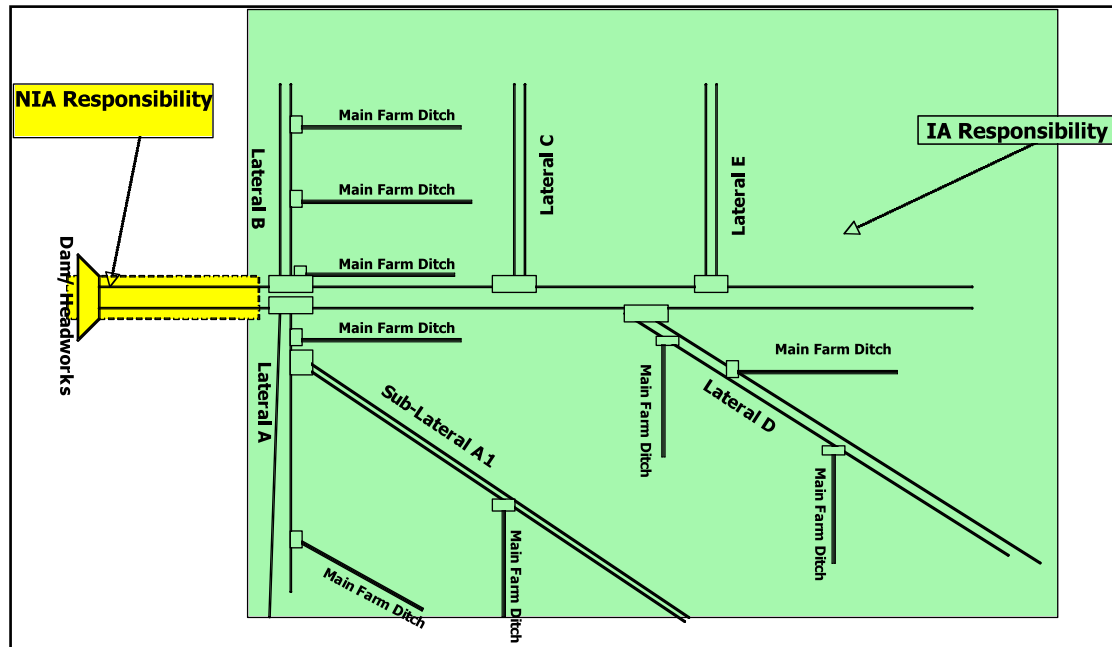 NIA Responsibility
IA Responsibility
Main Farm Ditch
Main Farm Ditch
Main Farm Ditch
Main Farm Ditch
Lateral B
Lateral C
Lateral E
Dam/ Headworks
Lateral A
Sub-Lateral A1
Main Farm Ditch
Main Farm Ditch
Lateral D
Main Farm Ditch
Main Farm Ditch
Main Farm Ditch